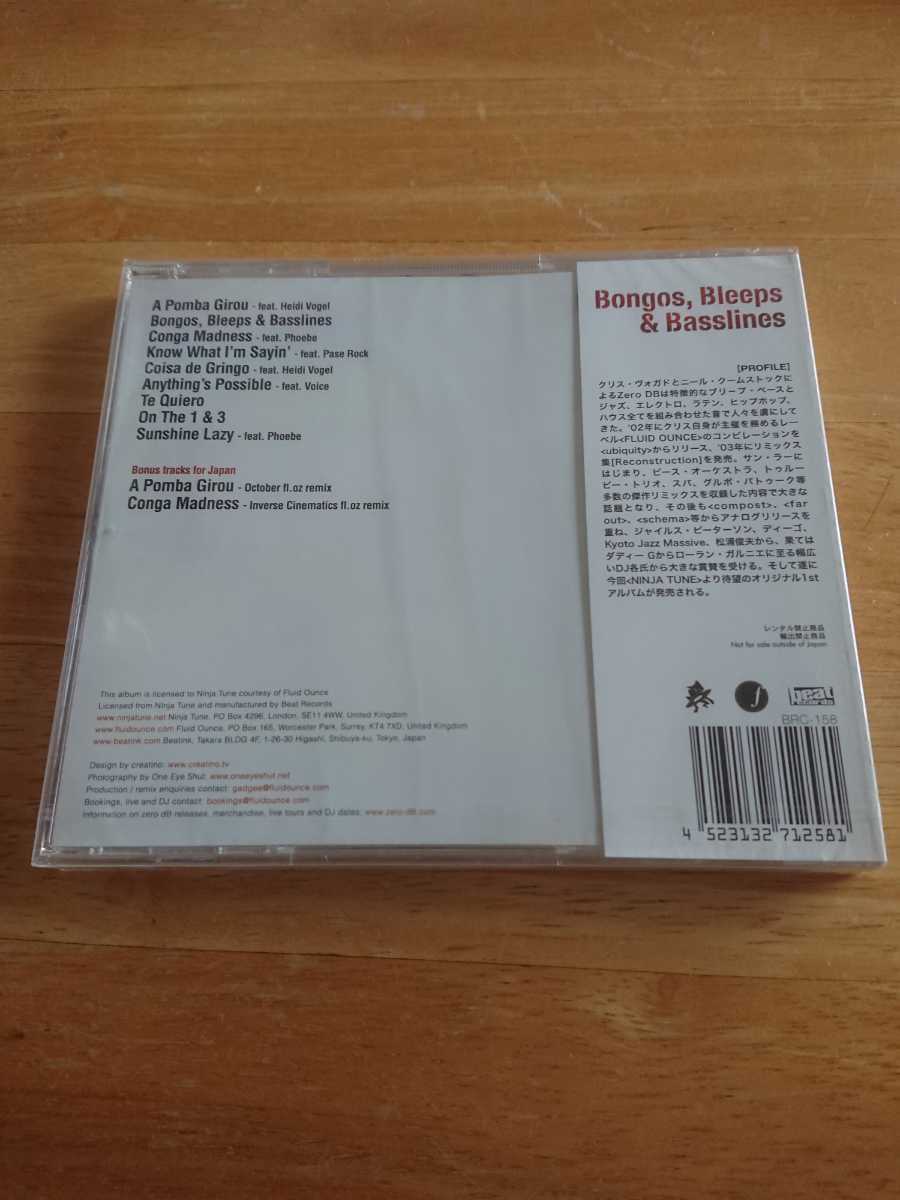 A Pomba Girou - feat. Heidi Vogel
Bongos, Bleeps & Basslines
Conga Madness - feat. Phoebe
Know What I'm Sayin' - feat. Pase Rock
Coisa de Gringo - feat. Heidi Vogel
Anything's Possible - feat. Voice
Te Quiero
On The 1 & 3
Sunshine Lazy - feat. Phoebe
Bonus tracks for Japan
A Pomba Girou - October fl.oz remix
Conga Madness - Inverse Cinematics fl.oz remix
This album is licensed to Ninja Tune courtesy of Fluid Ounce
Licensed from Ninja Tune and manufactured by Beat Records
www.ninjatune.net Ninja Tune, PO Box 4296, London, SE11 4WW, United Kingdom
www.fluidounce.com Fluid Ounce, PO Box 165, Worcester Park, Surrey, KT4 7XD, United Kingdom
www.beatink.com Beatink, Takara BLDG 4F, 1-26-30 Higashi, Shibuya-ku, Tokyo, Japan
Design by creatino: www.creatino.tv
Photography by One Eye Shut: www.oneeyeshut.net
Production / remix enquiries contact: gadgee@fluidounce.com
Bookings, live and DJ contact: bookings@fluidounce.com
Information on zero dB releases, merchandise, live tours and DJ dates: www.zero-dB.com
Bongos, Bleeps
& Basslines
[PROFILE]
クリス・ヴォガドとニール・クームストックに
よるZero DBは特徴的なブリープ・ベースと
ジャズ、エレクトロ、ラテン、ヒップホップ、
ハウス全てを組み合わせた音で人々を虜にして
きた。'02年にクリス自身が主催を務めるレー
ベル<FLUID OUNCE>のコンピレーションを
<ubiquity>からリリース、'03年にリミックス
集[Reconstruction]を発売。サン・ラーに
はじまり、ピース・オーケストラ、トゥルー
ビー・トリオ、スバ、グルポ・バトゥーク等
多数の傑作リミックスを収録した内容で大きな
話題となり、その後も<compost>、<far
out>、<schema>等からアナログリリースを
重ね、ジャイルス・ピーターソン、ディーゴ、
Kyoto Jazz Massive、松浦俊夫から、果ては
ダディー Gからローラン・ガルニエに至る幅広
いDJ各氏から大きな賞賛を受ける。そして遂に
今回<NINJA TUNE>より待望のオリジナル1st
アルバムが発売される。
レンタル禁止商品
輸出禁止商品
Not for sale outside of Japan
f
beat
records
BRC-158
4 523132 712581